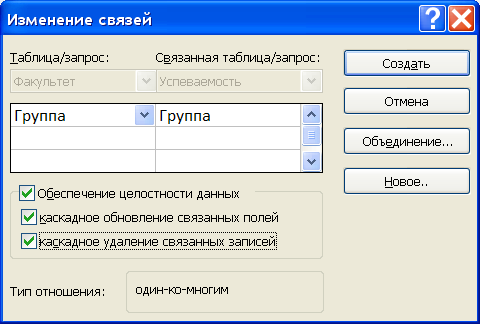 Изменение связей
Таблица/запрос: Связанная таблица/запрос:
Факультет Успеваемость
Группа Группа
Обеспечение целостности данных
каскадное обновление связанных полей
каскадное удаление связанных записей
Тип отношения: один-ко-многим
Создать
Отмена
Объединение...
Новое..